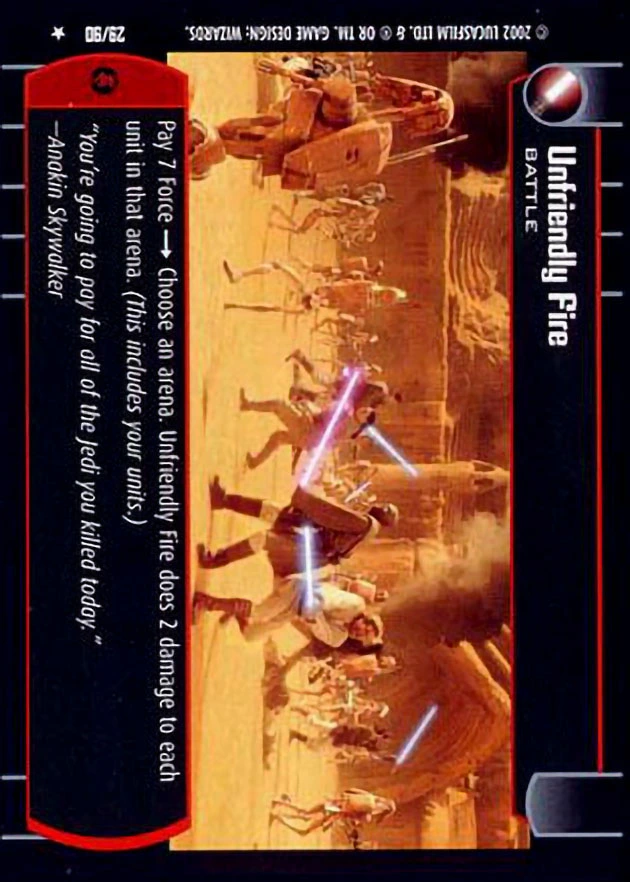 Unfriendly Fire
BATTLE
Pay 7 Force → Choose an arena. Unfriendly Fire does 2 damage to each
unit in that arena. (This includes your units.)
"You're going to pay for all of the Jedi you killed today."
—Anakin Skywalker
© 2002 LUCASFILM LTD. & ® OR TM. GAME DESIGN: WIZARDS.
29/90 ★